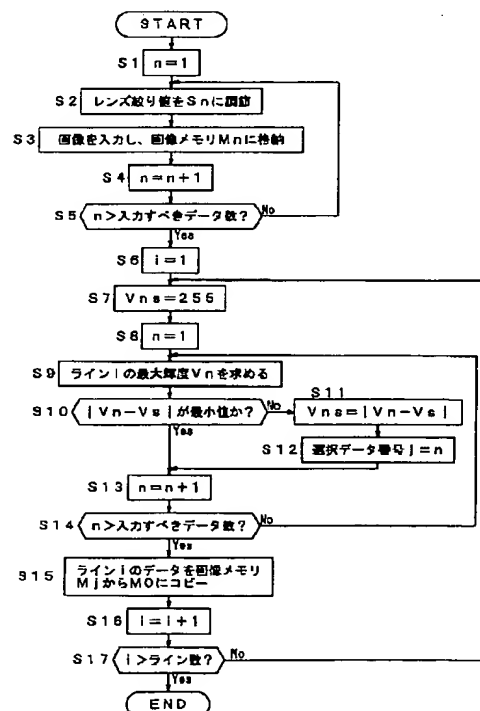 START
S1 n=1
S2 レンズ絞り値をSnに調節
S3 画像を入力し、画像メモリMnに格納
S4 n=n+1
S5 n>入力すべきデータ数? No
Yes
S6 i=1
S7 Vns=255
S8 n=1
S9 ラインiの最大輝度Vnを求める
S11
S10 |Vn-Vs|が最小値か? No Vns=|Vn-Vs|
Yes
S12 選択データ番号j=n
S13 n=n+1
S14 n>入力すべきデータ数? No
Yes
S15 ラインiのデータを画像メモリ
MjからM0にコピー
S16 i=i+1
S17 i>ライン数? No
Yes
END